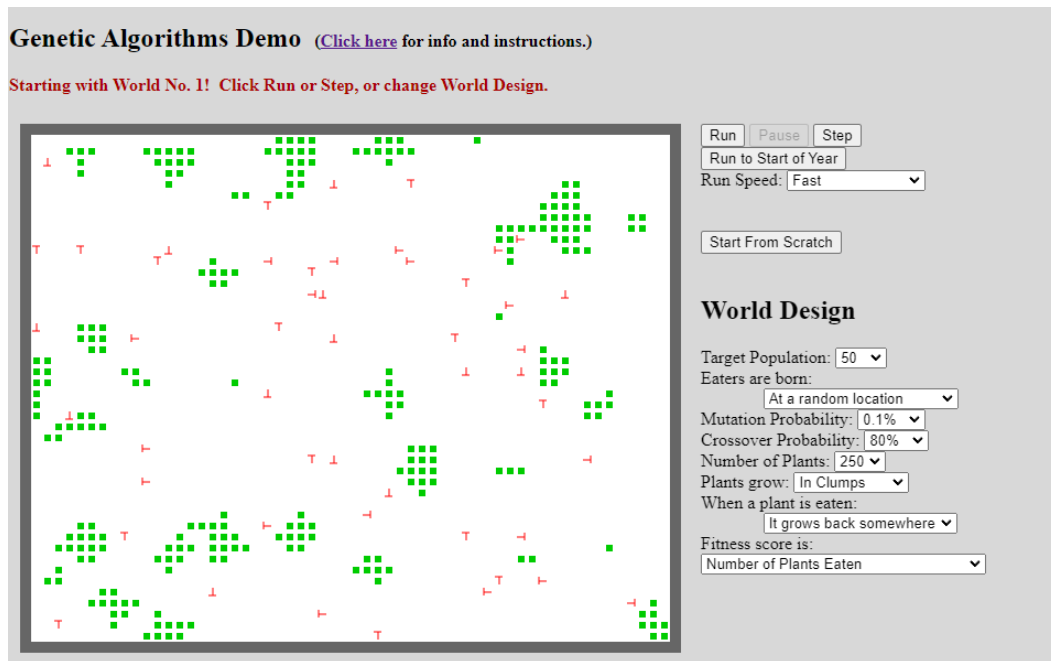 Genetic Algorithms Demo (Click here for info and instructions.)
Starting with World No. 1! Click Run or Step, or change World Design.
Run Pause Step
Run to Start of Year
Run Speed: Fast
Start From Scratch
World Design
Target Population: 50
Eaters are born:
At a random location
Mutation Probability: 0.1%
Crossover Probability: 80%
Number of Plants: 250
Plants grow: In Clumps
When a plant is eaten:
It grows back somewhere
Fitness score is:
Number of Plants Eaten